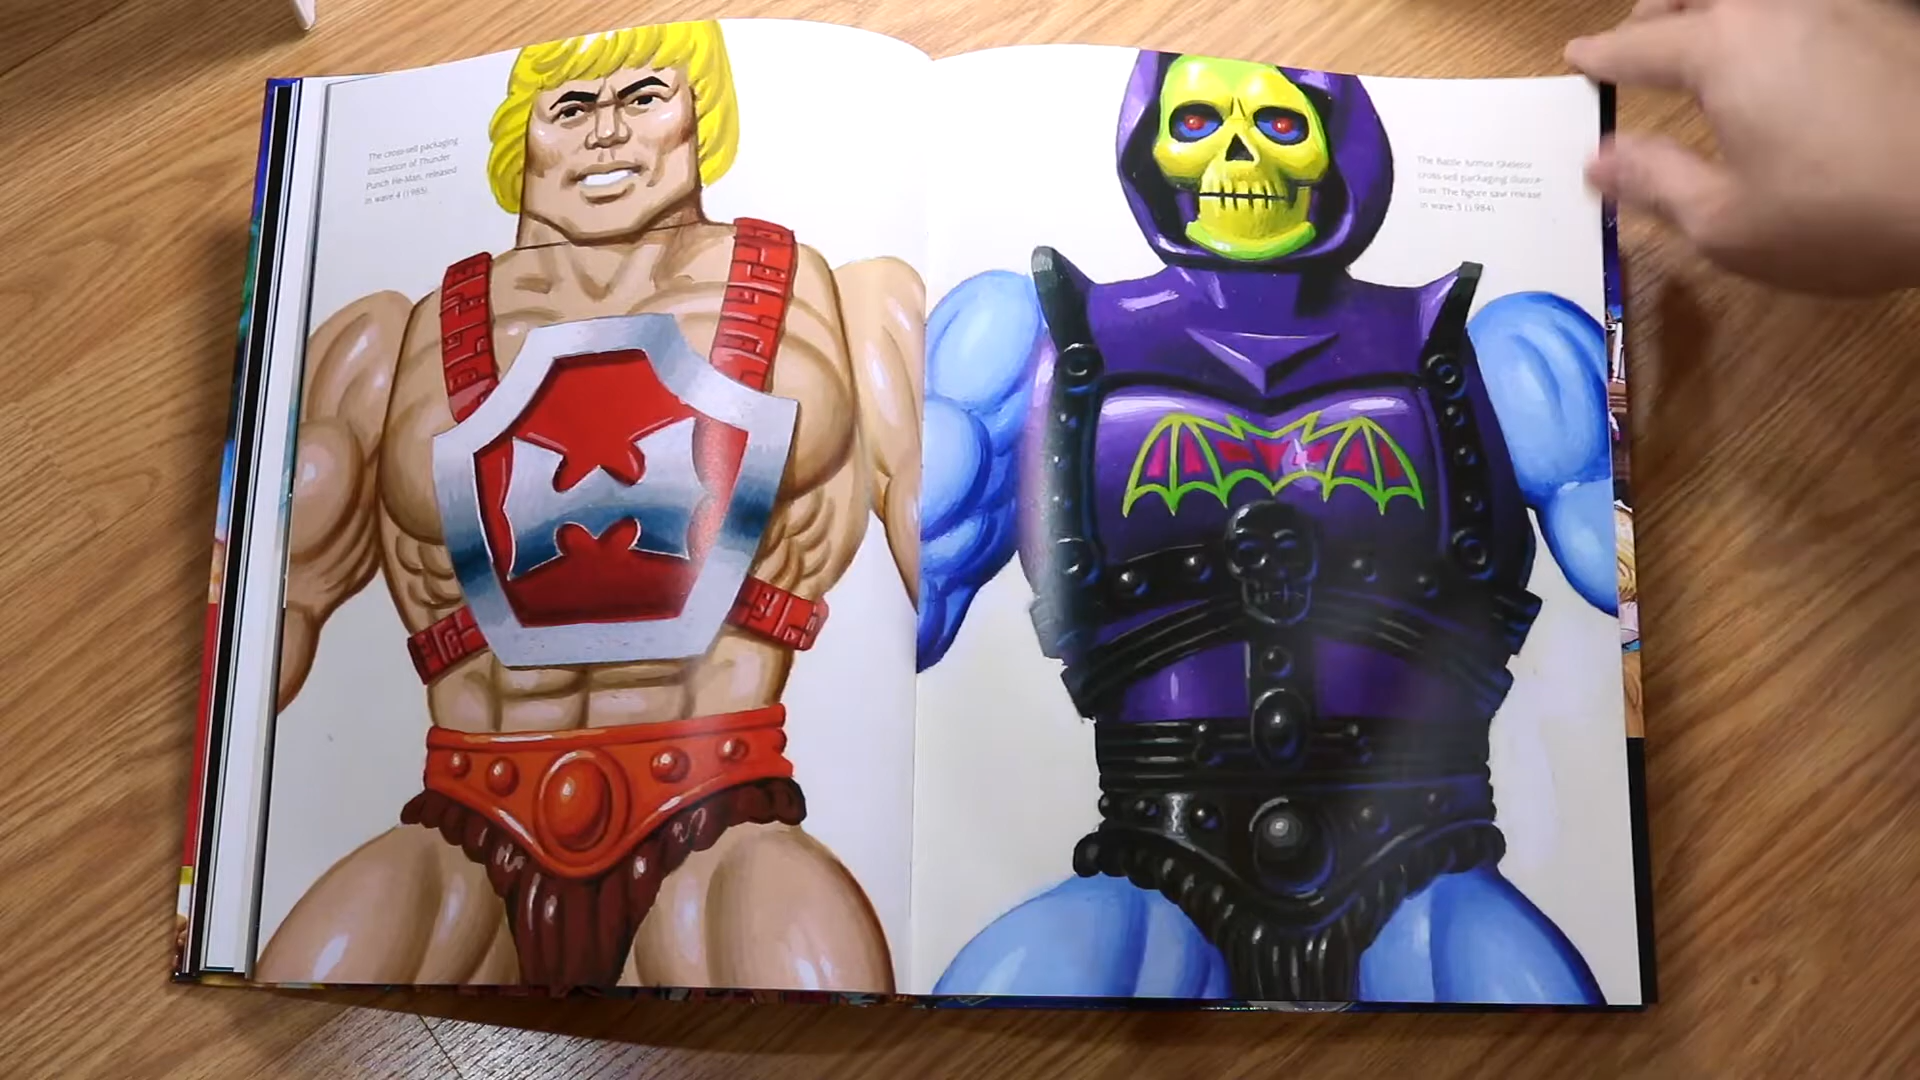 The cross-sell packaging
illustration of Thunder
Punch He-Man, released
in wave 4 (1985).
The Battle Armor Skeletor
cross-sell packaging illustra-
tion. The figure saw release
in wave 3 (1984).